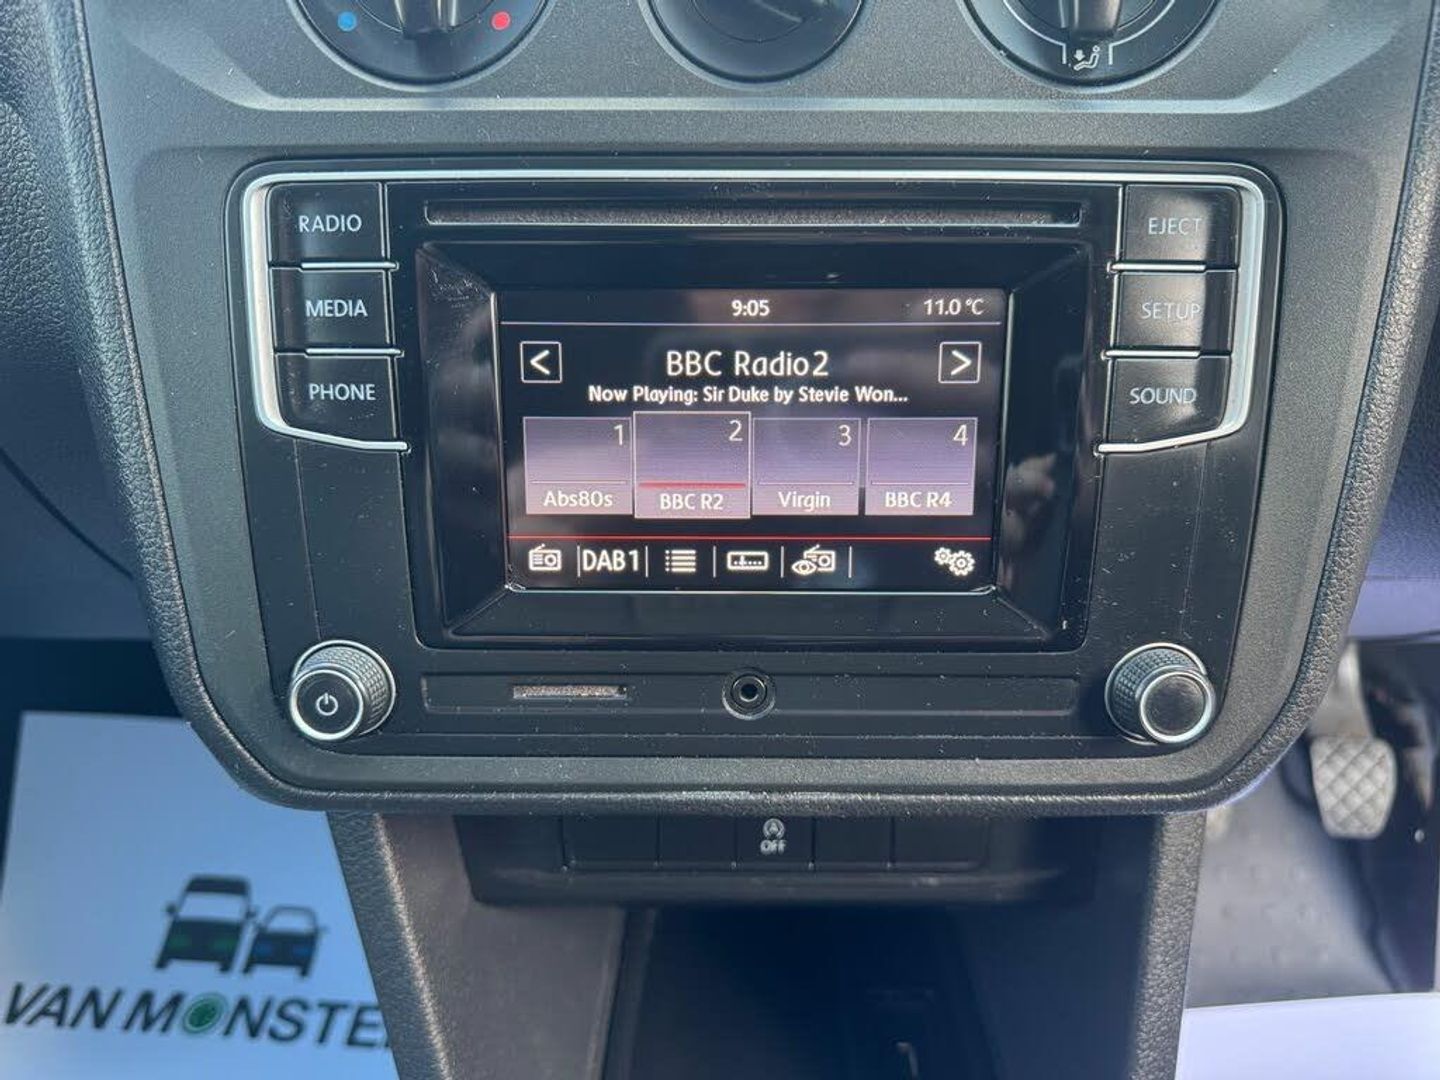 RADIO
MEDIA
PHONE
EJECT
SETUP
SOUND
9:05
11.0 °C
<
BBC Radio2
>
Now Playing: Sir Duke by Stevie Won...
1
2
3
4
Abs80s
BBC R2
Virgin
BBC R4
DAB1
A
OFF
VAN MONSTE